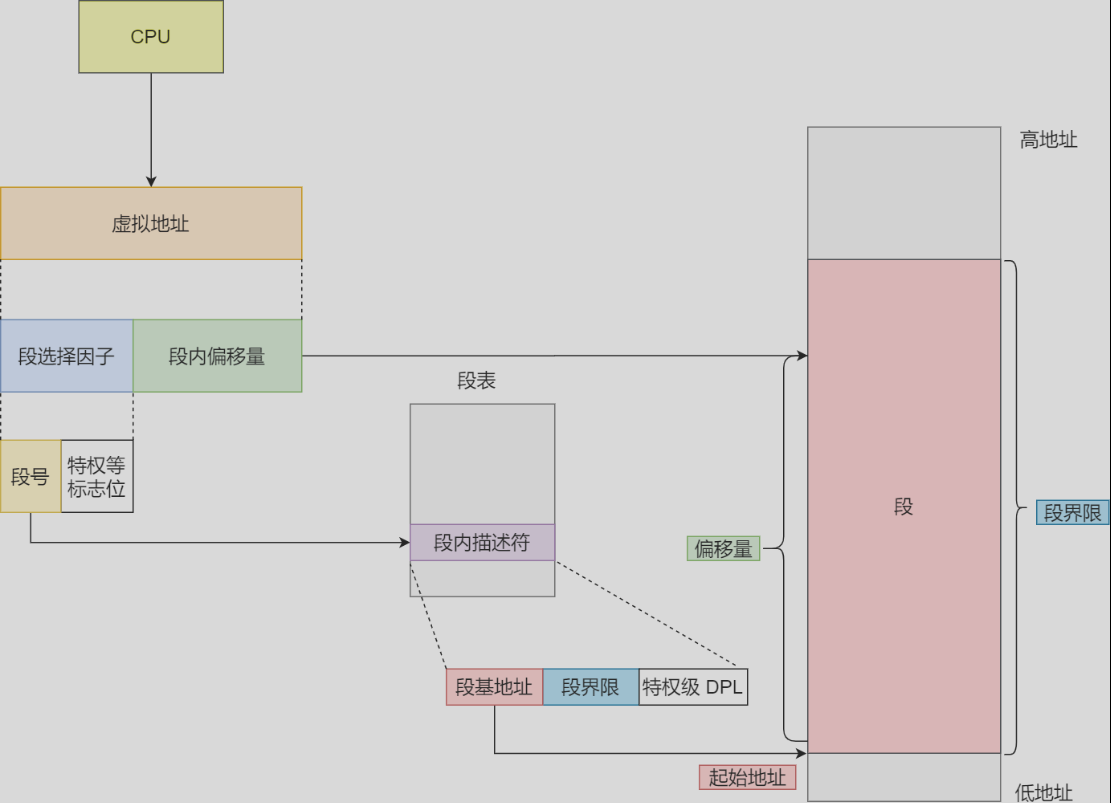 CPU
高地址
虚拟地址
段选择因子
段内偏移量
段表
段号
特权等
标志位
段内描述符
段
段界限
偏移量
段基地址
段界限
特权级 DPL
起始地址
低地址